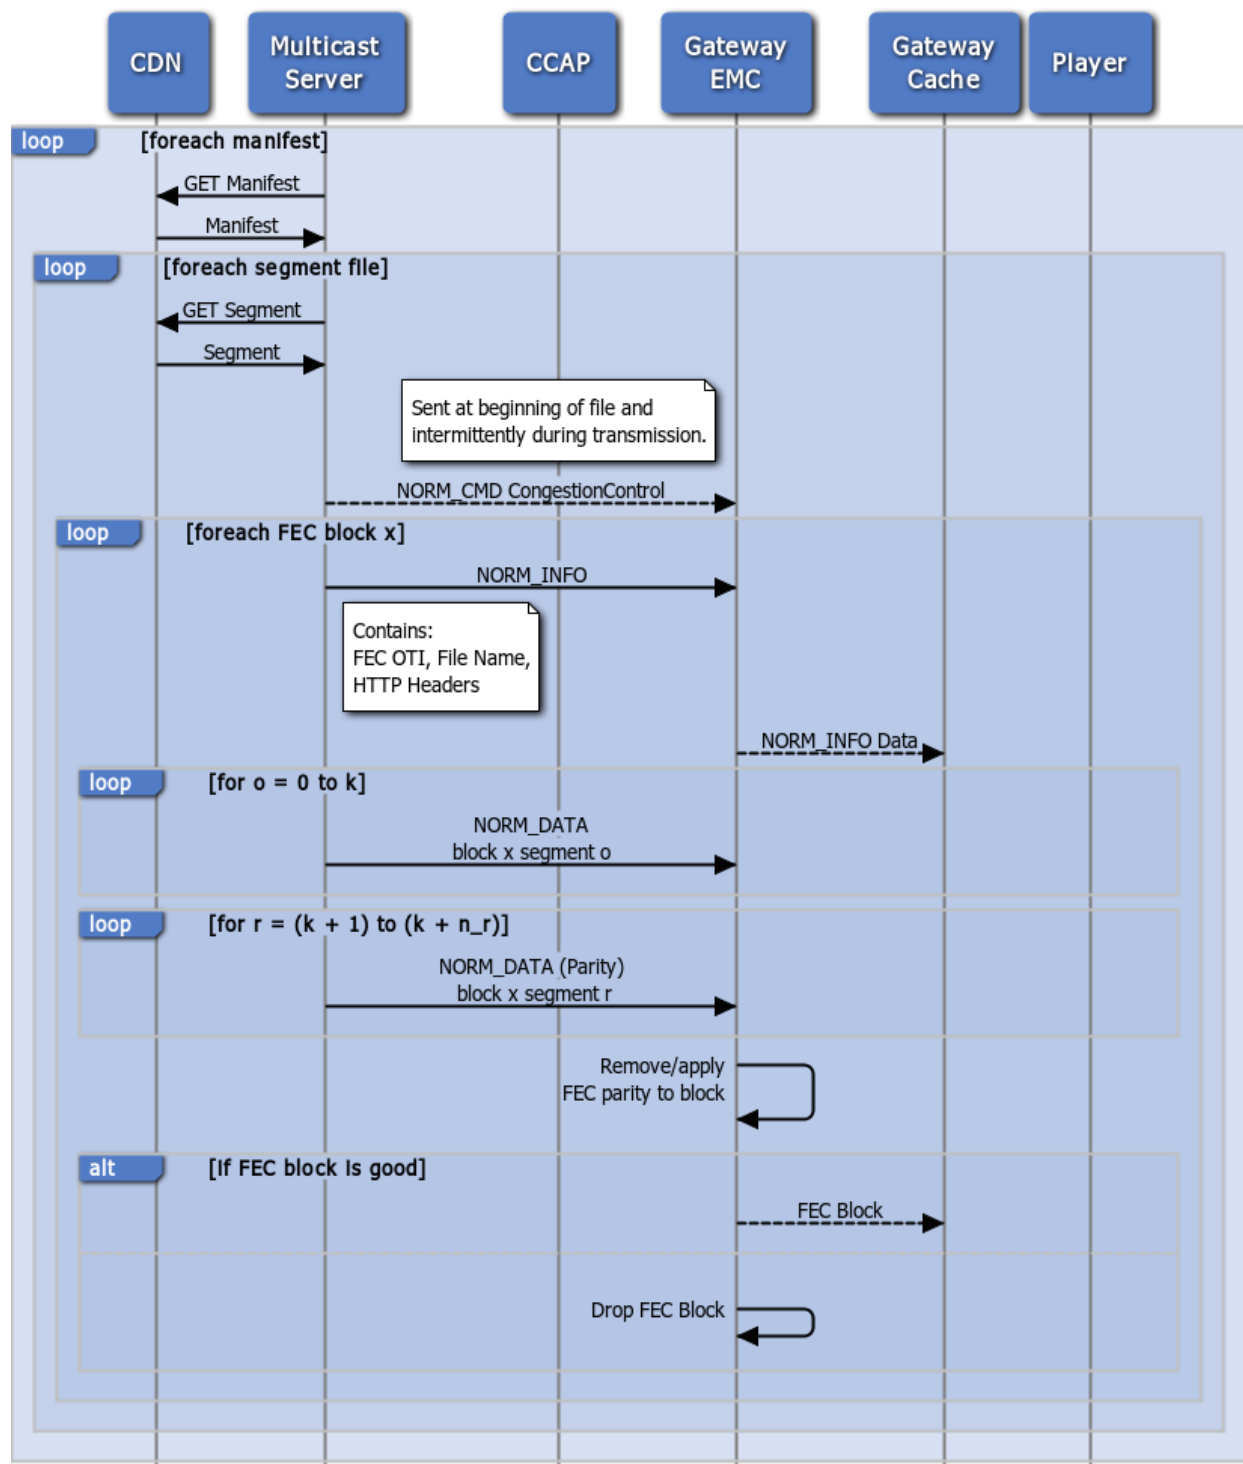 CDN
Multicast
Server
CCAP
Gateway
EMC
Gateway
Cache
Player
loop
[foreach manifest]
GET Manifest
Manifest
loop
[foreach segment file]
GET Segment
Segment
Sent at beginning of file and
intermittently during transmission.
NORM_CMD CongestionControl
loop
[foreach FEC block x]
NORM_INFO
Contains:
FEC OTI, File Name,
HTTP Headers
NORM_INFO Data
loop
[for o = 0 to k]
NORM_DATA
block x segment o
loop
[for r = (k + 1) to (k + n_r)]
NORM_DATA (Parity)
block x segment r
Remove/apply
FEC parity to block
alt
[if FEC block is good]
FEC Block
Drop FEC Block